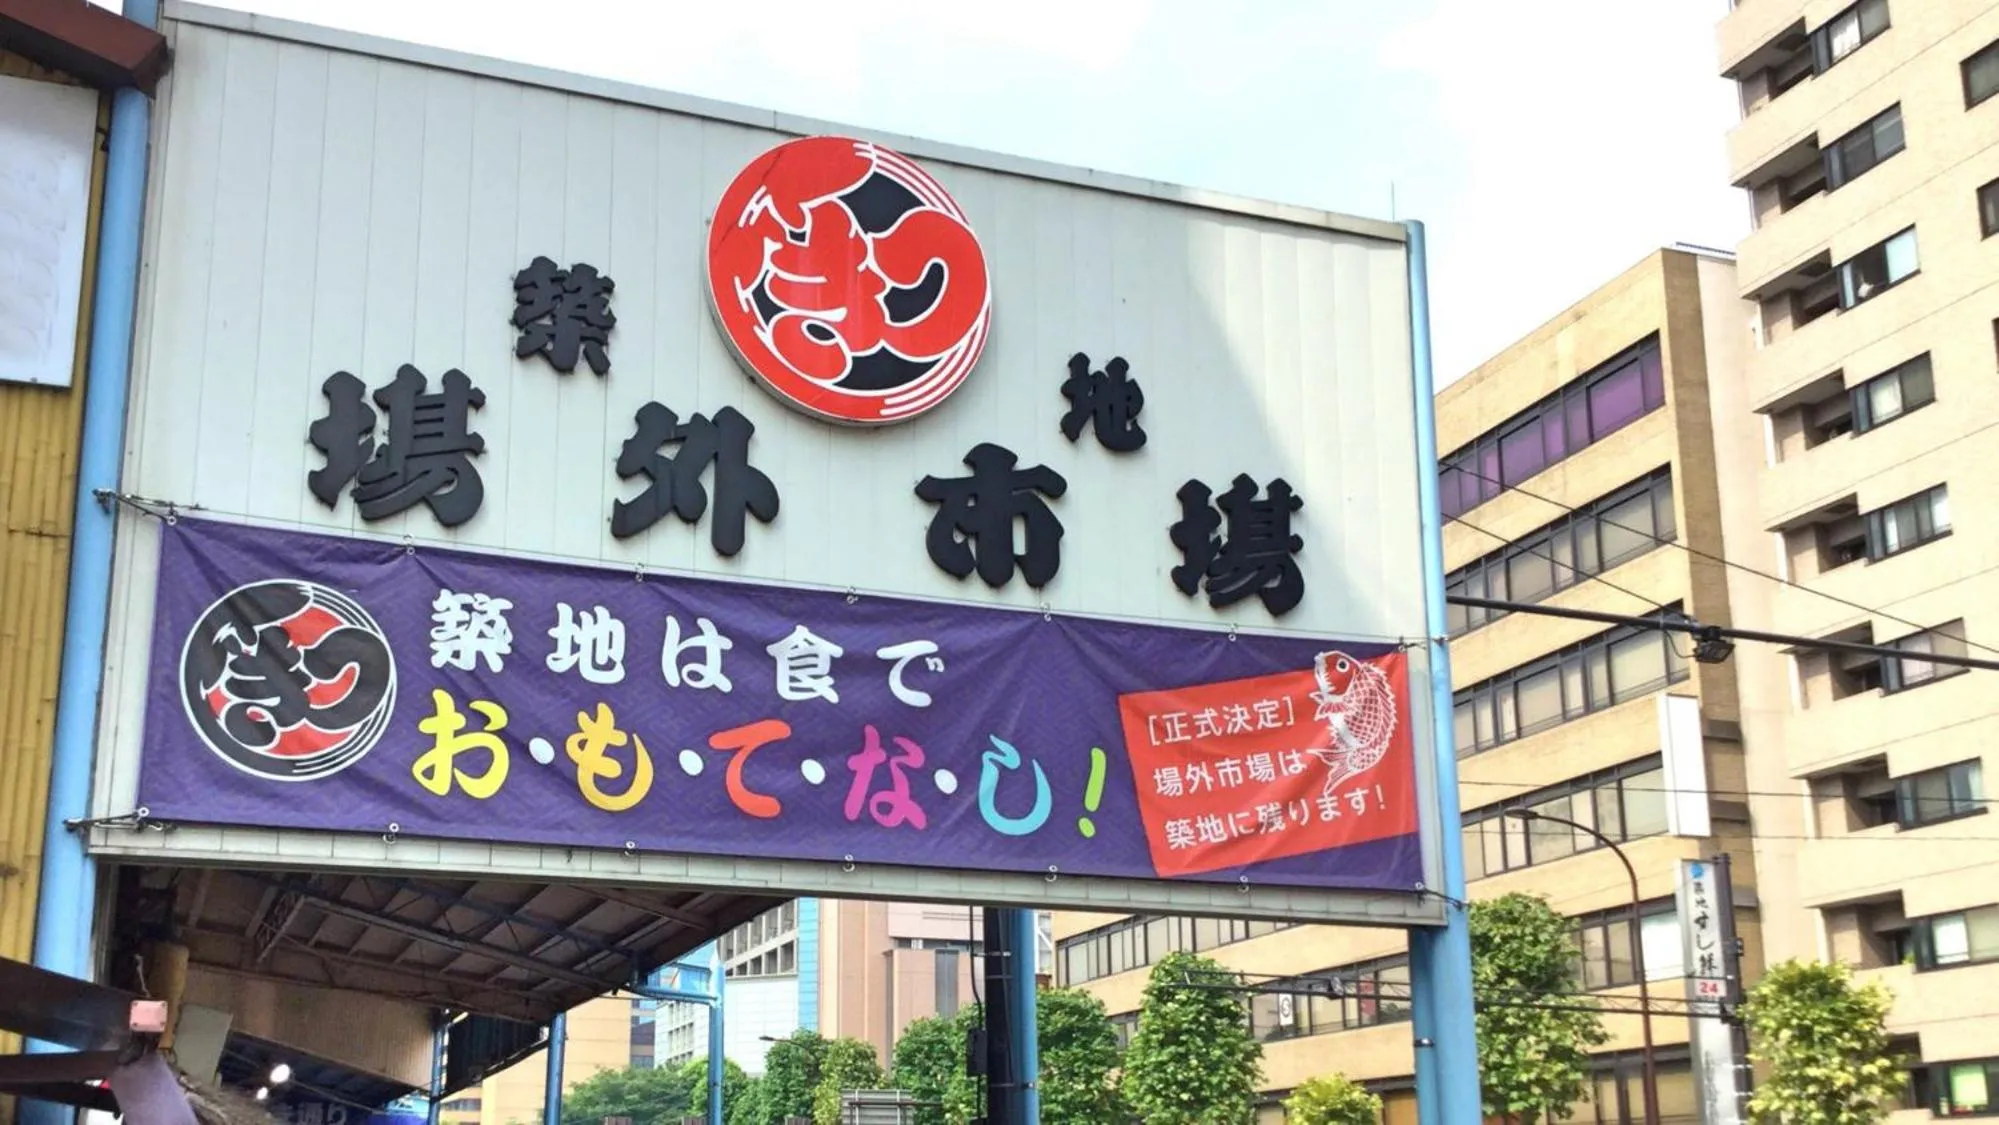 築地
場外市場
築地は食で
お・も・て・な・し!
[正式決定]
場外市場は
築地に残ります!
築地
すし鮮
24